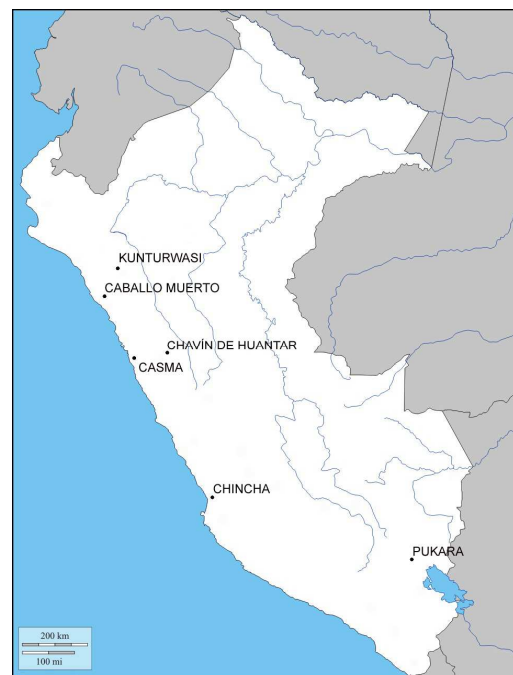 KUNTURWASI
CABALLO MUERTO
CHAVÍN DE HUANTAR
CASMA
CHINCHA
PUKARA
200 km
100 mi